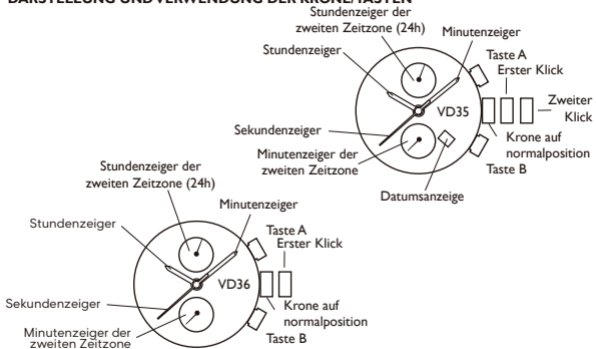 DARSTELLUNG UND VERWENDUNG DER KRONE/TASTEN
Stundenzeiger der
zweiten Zeitzone (24h)
Minutenzeiger
Stundenzeiger
Taste A
Erster Klick
VD35
Zweiter
Klick
Sekundenzeiger
Krone auf
normalposition
Minutenzeiger der
zweiten Zeitzone
Taste B
Datumsanzeige
Stundenzeiger der
zweiten Zeitzone (24h)
Minutenzeiger
Stundenzeiger
Taste A
Erster Klick
VD36
Sekundenzeiger
Krone auf
normalposition
Minutenzeiger der
zweiten Zeitzone
Taste B